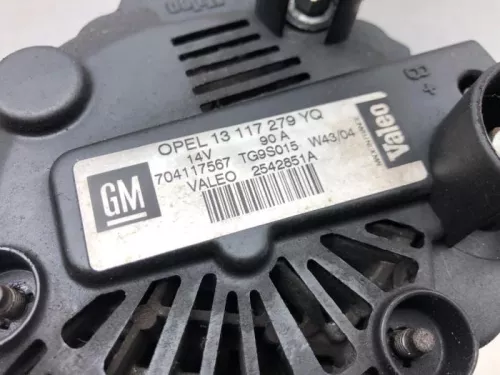 OPEL 13 117 279 YQ
14V 90 A
704117567 TG9S015 W43/04
VALEO 2542851A
GM
Valeo
B+